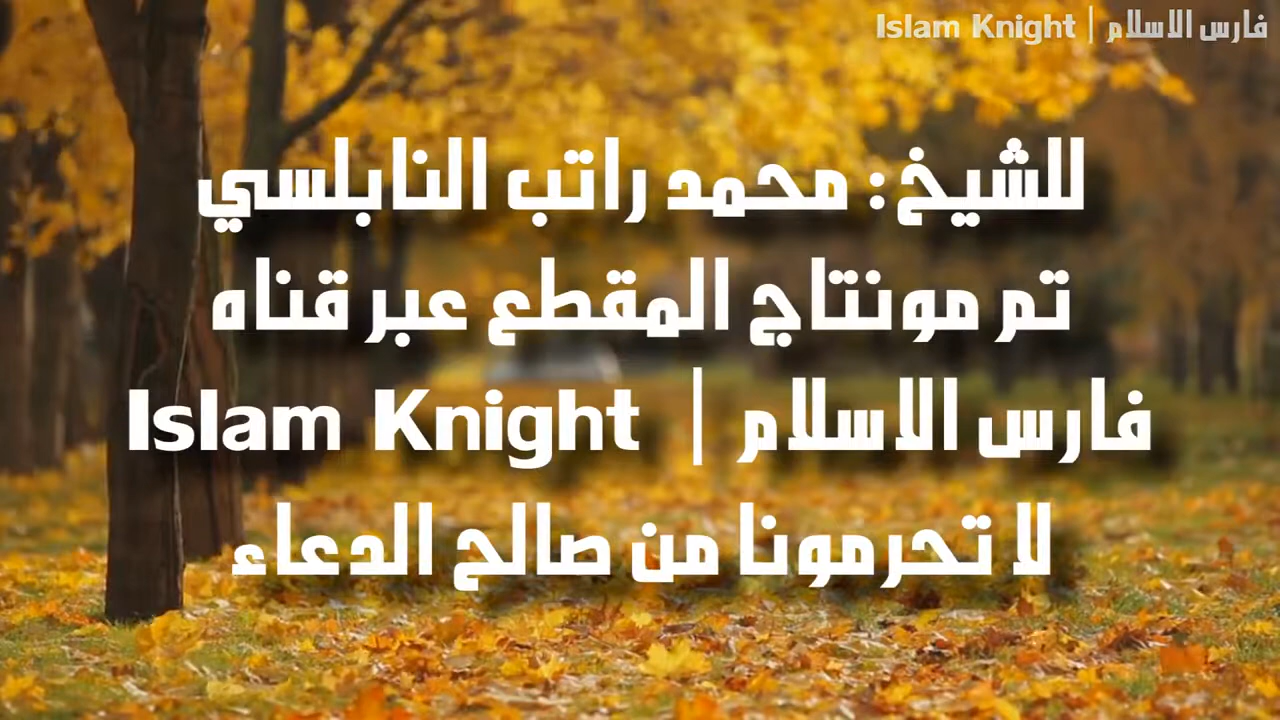 فارس الاسلام | Islam Knight
للشيخ: محمد راتب النابلسي
تم مونتاج المقطع عبر قناه
فارس الاسلام | Islam Knight
لا تحرمونا من صالح الدعاء